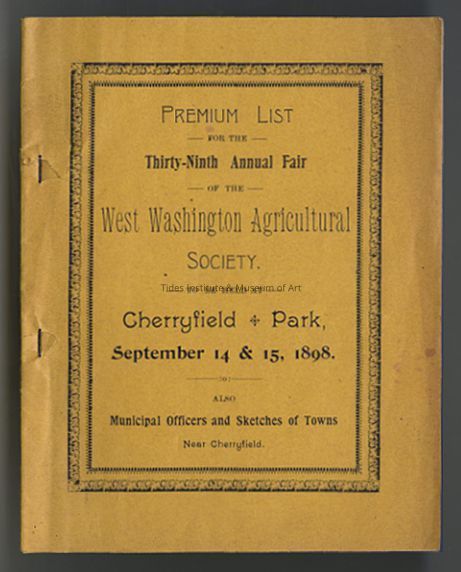 PREMIUM LIST
— FOR THE —
Thirty-Ninth Annual Fair
— OF THE —
West Washington Agricultural
SOCIETY.
Tides Institute & Museum of Art
Cherryfield ✣ Park,
September 14 & 15, 1898.
ALSO
Municipal Officers and Sketches of Towns
Near Cherryfield.